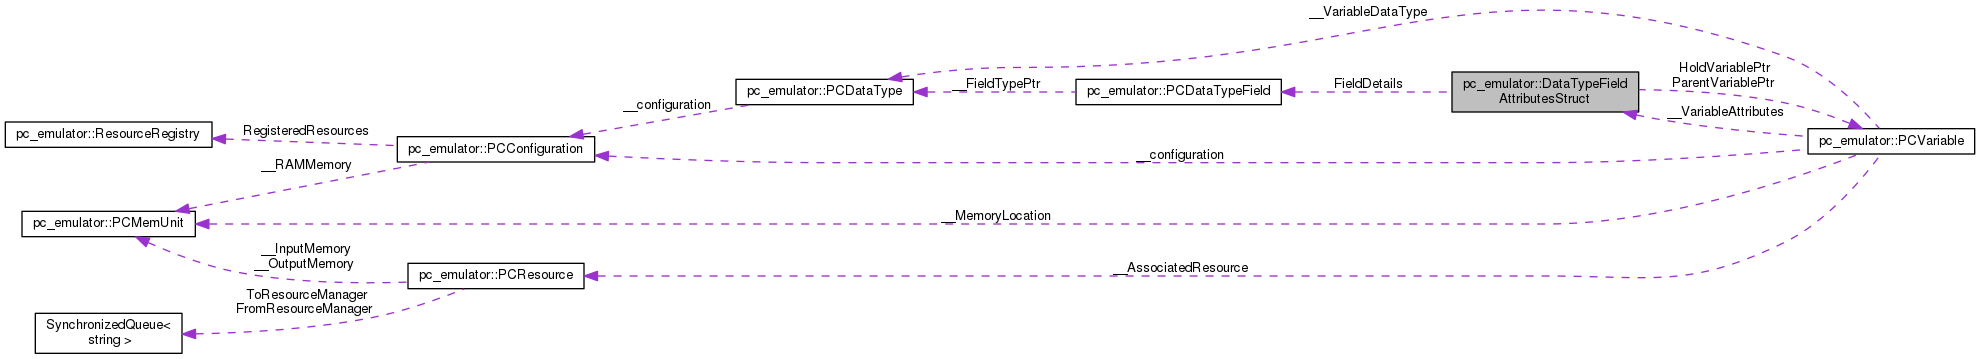 __VariableDataType
HoldVariablePtr
ParentVariablePtr
__FieldTypePtr
FieldDetails
pc_emulator::DataTypeField
AttributesStruct
pc_emulator::PCDataType
pc_emulator::PCDataTypeField
__configuration
__VariableAttributes
RegisteredResources
pc_emulator::ResourceRegistry
pc_emulator::PCConfiguration
pc_emulator::PCVariable
__configuration
__RAMMemory
__MemoryLocation
pc_emulator::PCMemUnit
__InputMemory
__OutputMemory
__AssociatedResource
pc_emulator::PCResource
ToResourceManager
FromResourceManager
SynchronizedQueue<
string >